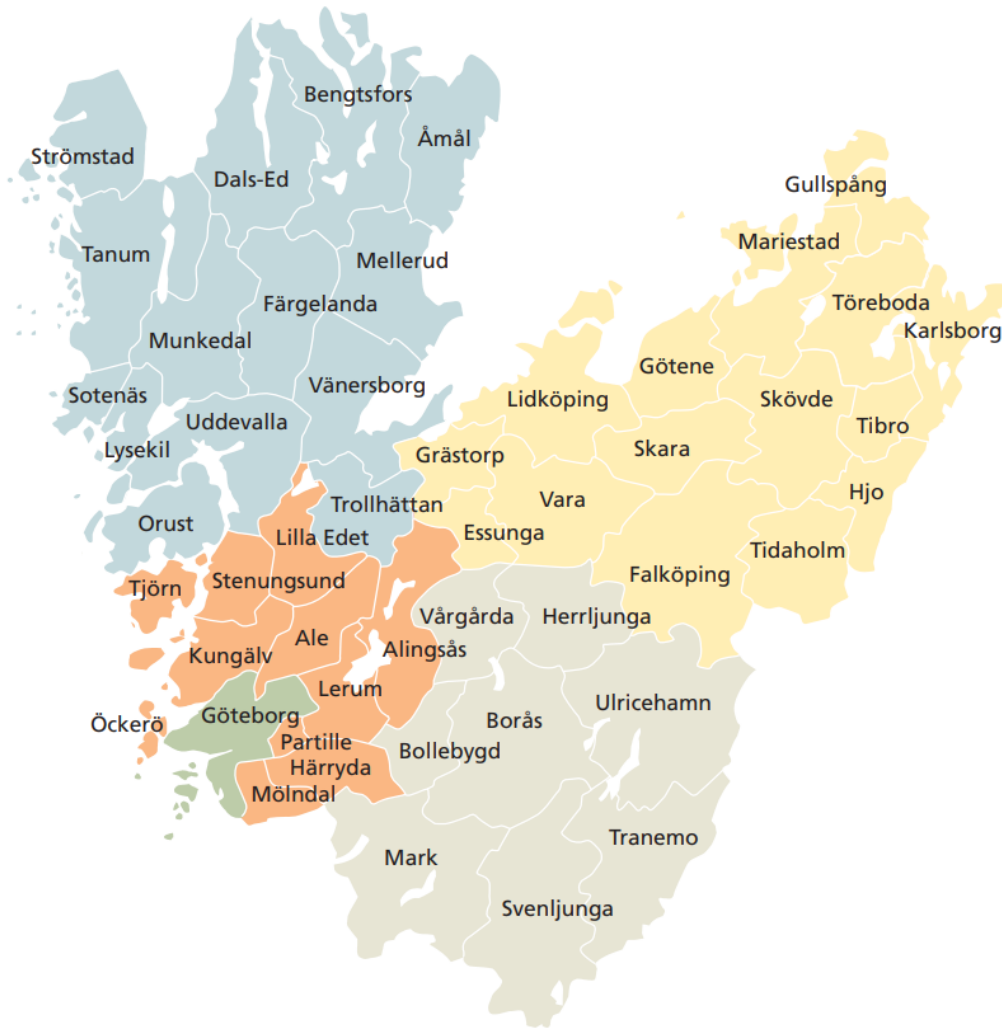 Bengtsfors
Åmål
Strömstad
Dals-Ed
Gullspång
Mariestad
Tanum
Mellerud
Färgelanda
Töreboda
Karlsborg
Munkedal
Götene
Vänersborg
Sotenäs
Lidköping
Skövde
Uddevalla
Tibro
Lysekil
Grästorp
Skara
Hjo
Vara
Trollhättan
Orust
Essunga
Lilla Edet
Tidaholm
Falköping
Stenungsund
Tjörn
Vårgårda
Herrljunga
Ale
Alingsås
Kungälv
Lerum
Ulricehamn
Göteborg
Öckerö
Borås
Partille
Bollebygd
Härryda
Mölndal
Tranemo
Mark
Svenljunga